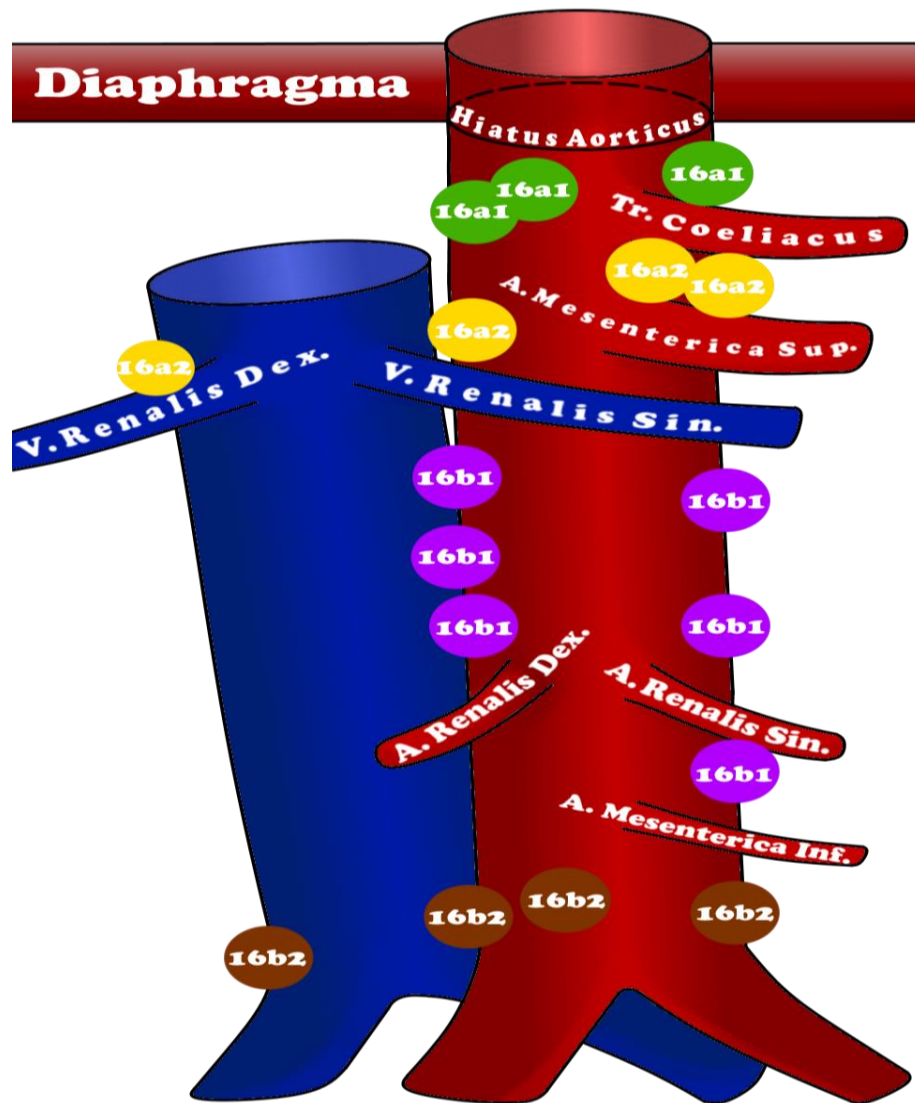 Diaphragma
Hiatus Aorticus
16a1
16a1
16a1
Tr. Coeliacus
16a2
16a2
A. Mesenterica Sup.
16a2
16a2
V. Renalis Dex.
V. Renalis Sin.
16b1
16b1
16b1
16b1
16b1
A. Renalis Dex.
A. Renalis Sin.
16b1
A. Mesenterica Inf.
16b2
16b2
16b2
16b2